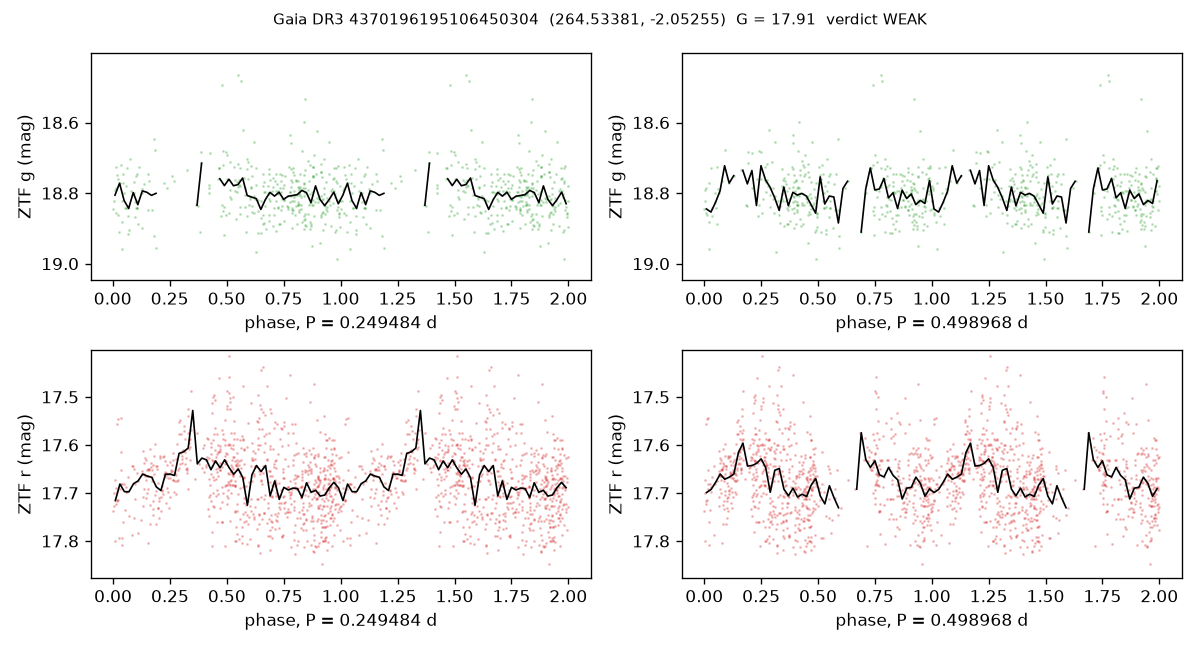 Gaia DR3 4370196195106450304  (264.53381, -2.05255)  G = 17.91  verdict WEAK
ZTF g (mag)
18.6
18.8
19.0
0.00 0.25 0.50 0.75 1.00 1.25 1.50 1.75 2.00
phase, P = 0.249484 d
ZTF g (mag)
18.6
18.8
19.0
0.00 0.25 0.50 0.75 1.00 1.25 1.50 1.75 2.00
phase, P = 0.498968 d
ZTF r (mag)
17.5
17.6
17.7
17.8
0.00 0.25 0.50 0.75 1.00 1.25 1.50 1.75 2.00
phase, P = 0.249484 d
ZTF r (mag)
17.5
17.6
17.7
17.8
0.00 0.25 0.50 0.75 1.00 1.25 1.50 1.75 2.00
phase, P = 0.498968 d